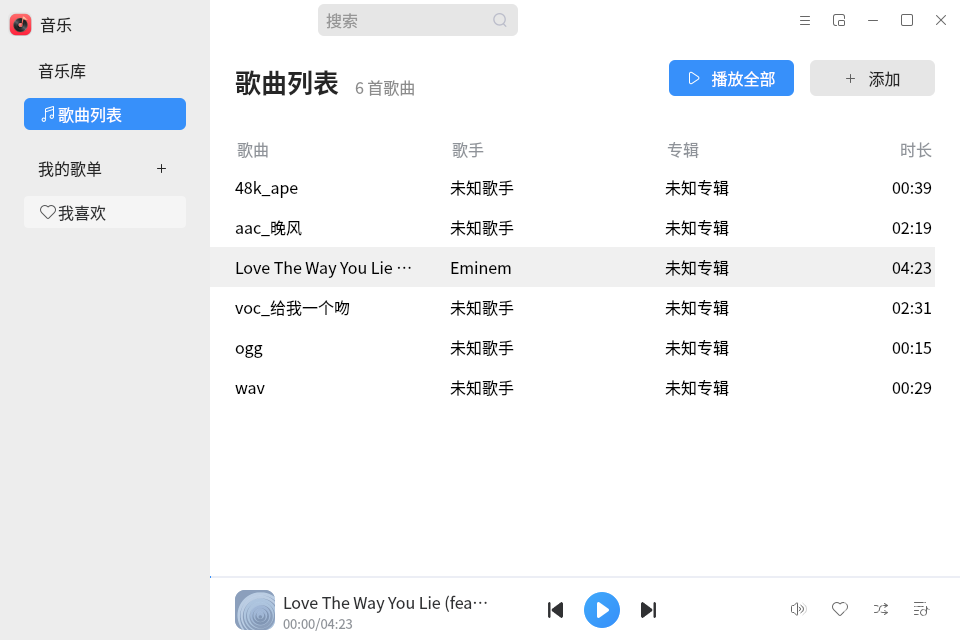 音乐
搜索
音乐库
歌曲列表
我的歌单 +
我喜欢
歌曲列表 6 首歌曲
播放全部
+ 添加
歌曲 歌手 专辑 时长
48k_ape 未知歌手 未知专辑 00:39
aac_晚风 未知歌手 未知专辑 02:19
Love The Way You Lie ··· Eminem 未知专辑 04:23
voc_给我一个吻 未知歌手 未知专辑 02:31
ogg 未知歌手 未知专辑 00:15
wav 未知歌手 未知专辑 00:29
Love The Way You Lie (fea···
00:00/04:23